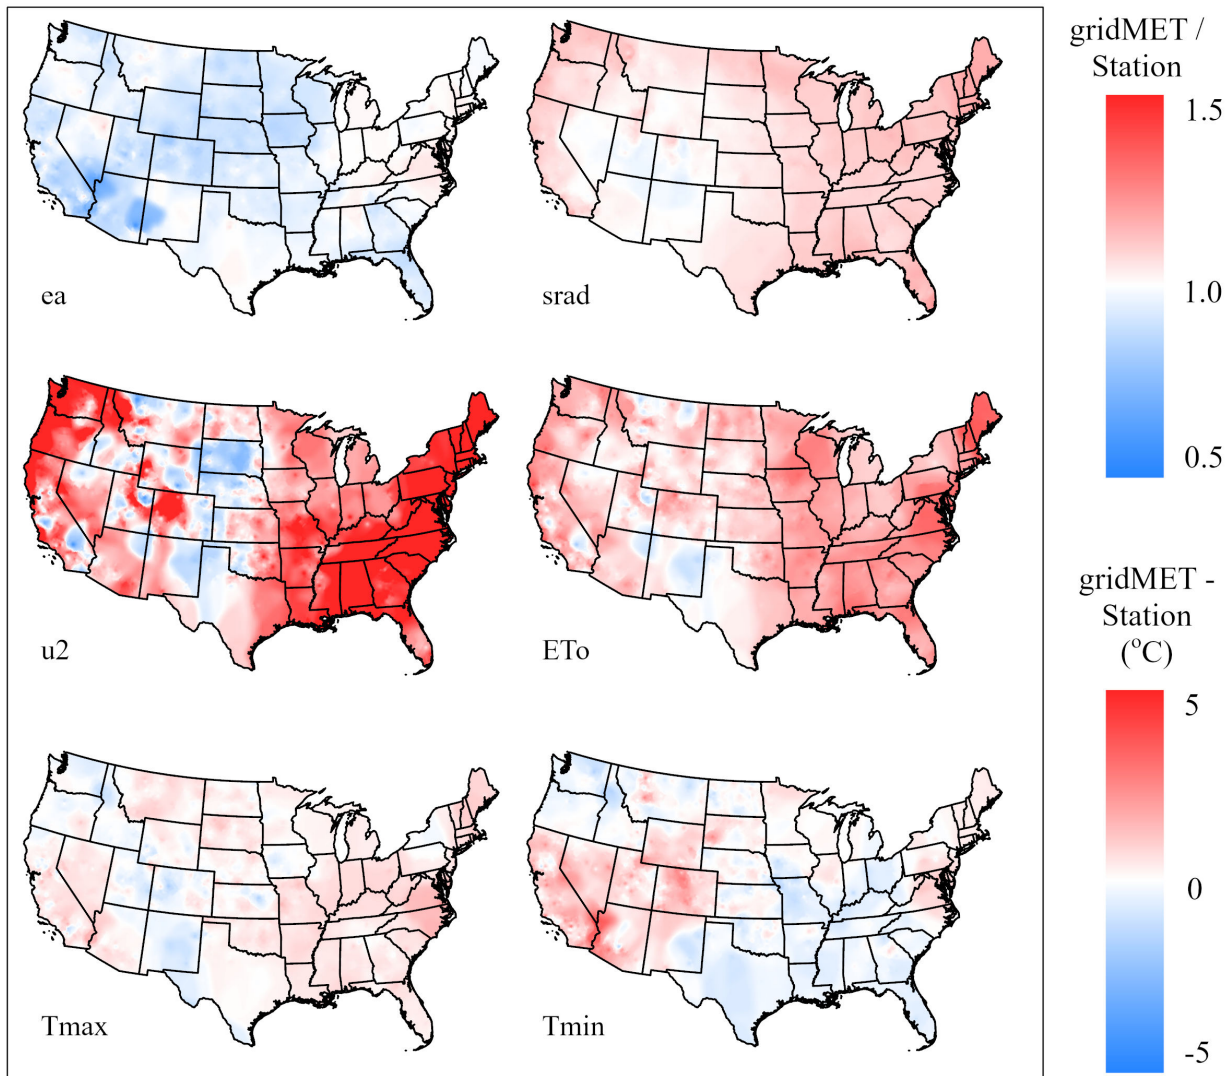 ea
srad
u2
ETo
Tmax
Tmin
gridMET /
Station
1.5
1.0
0.5
gridMET -
Station
(°C)
5
0
-5